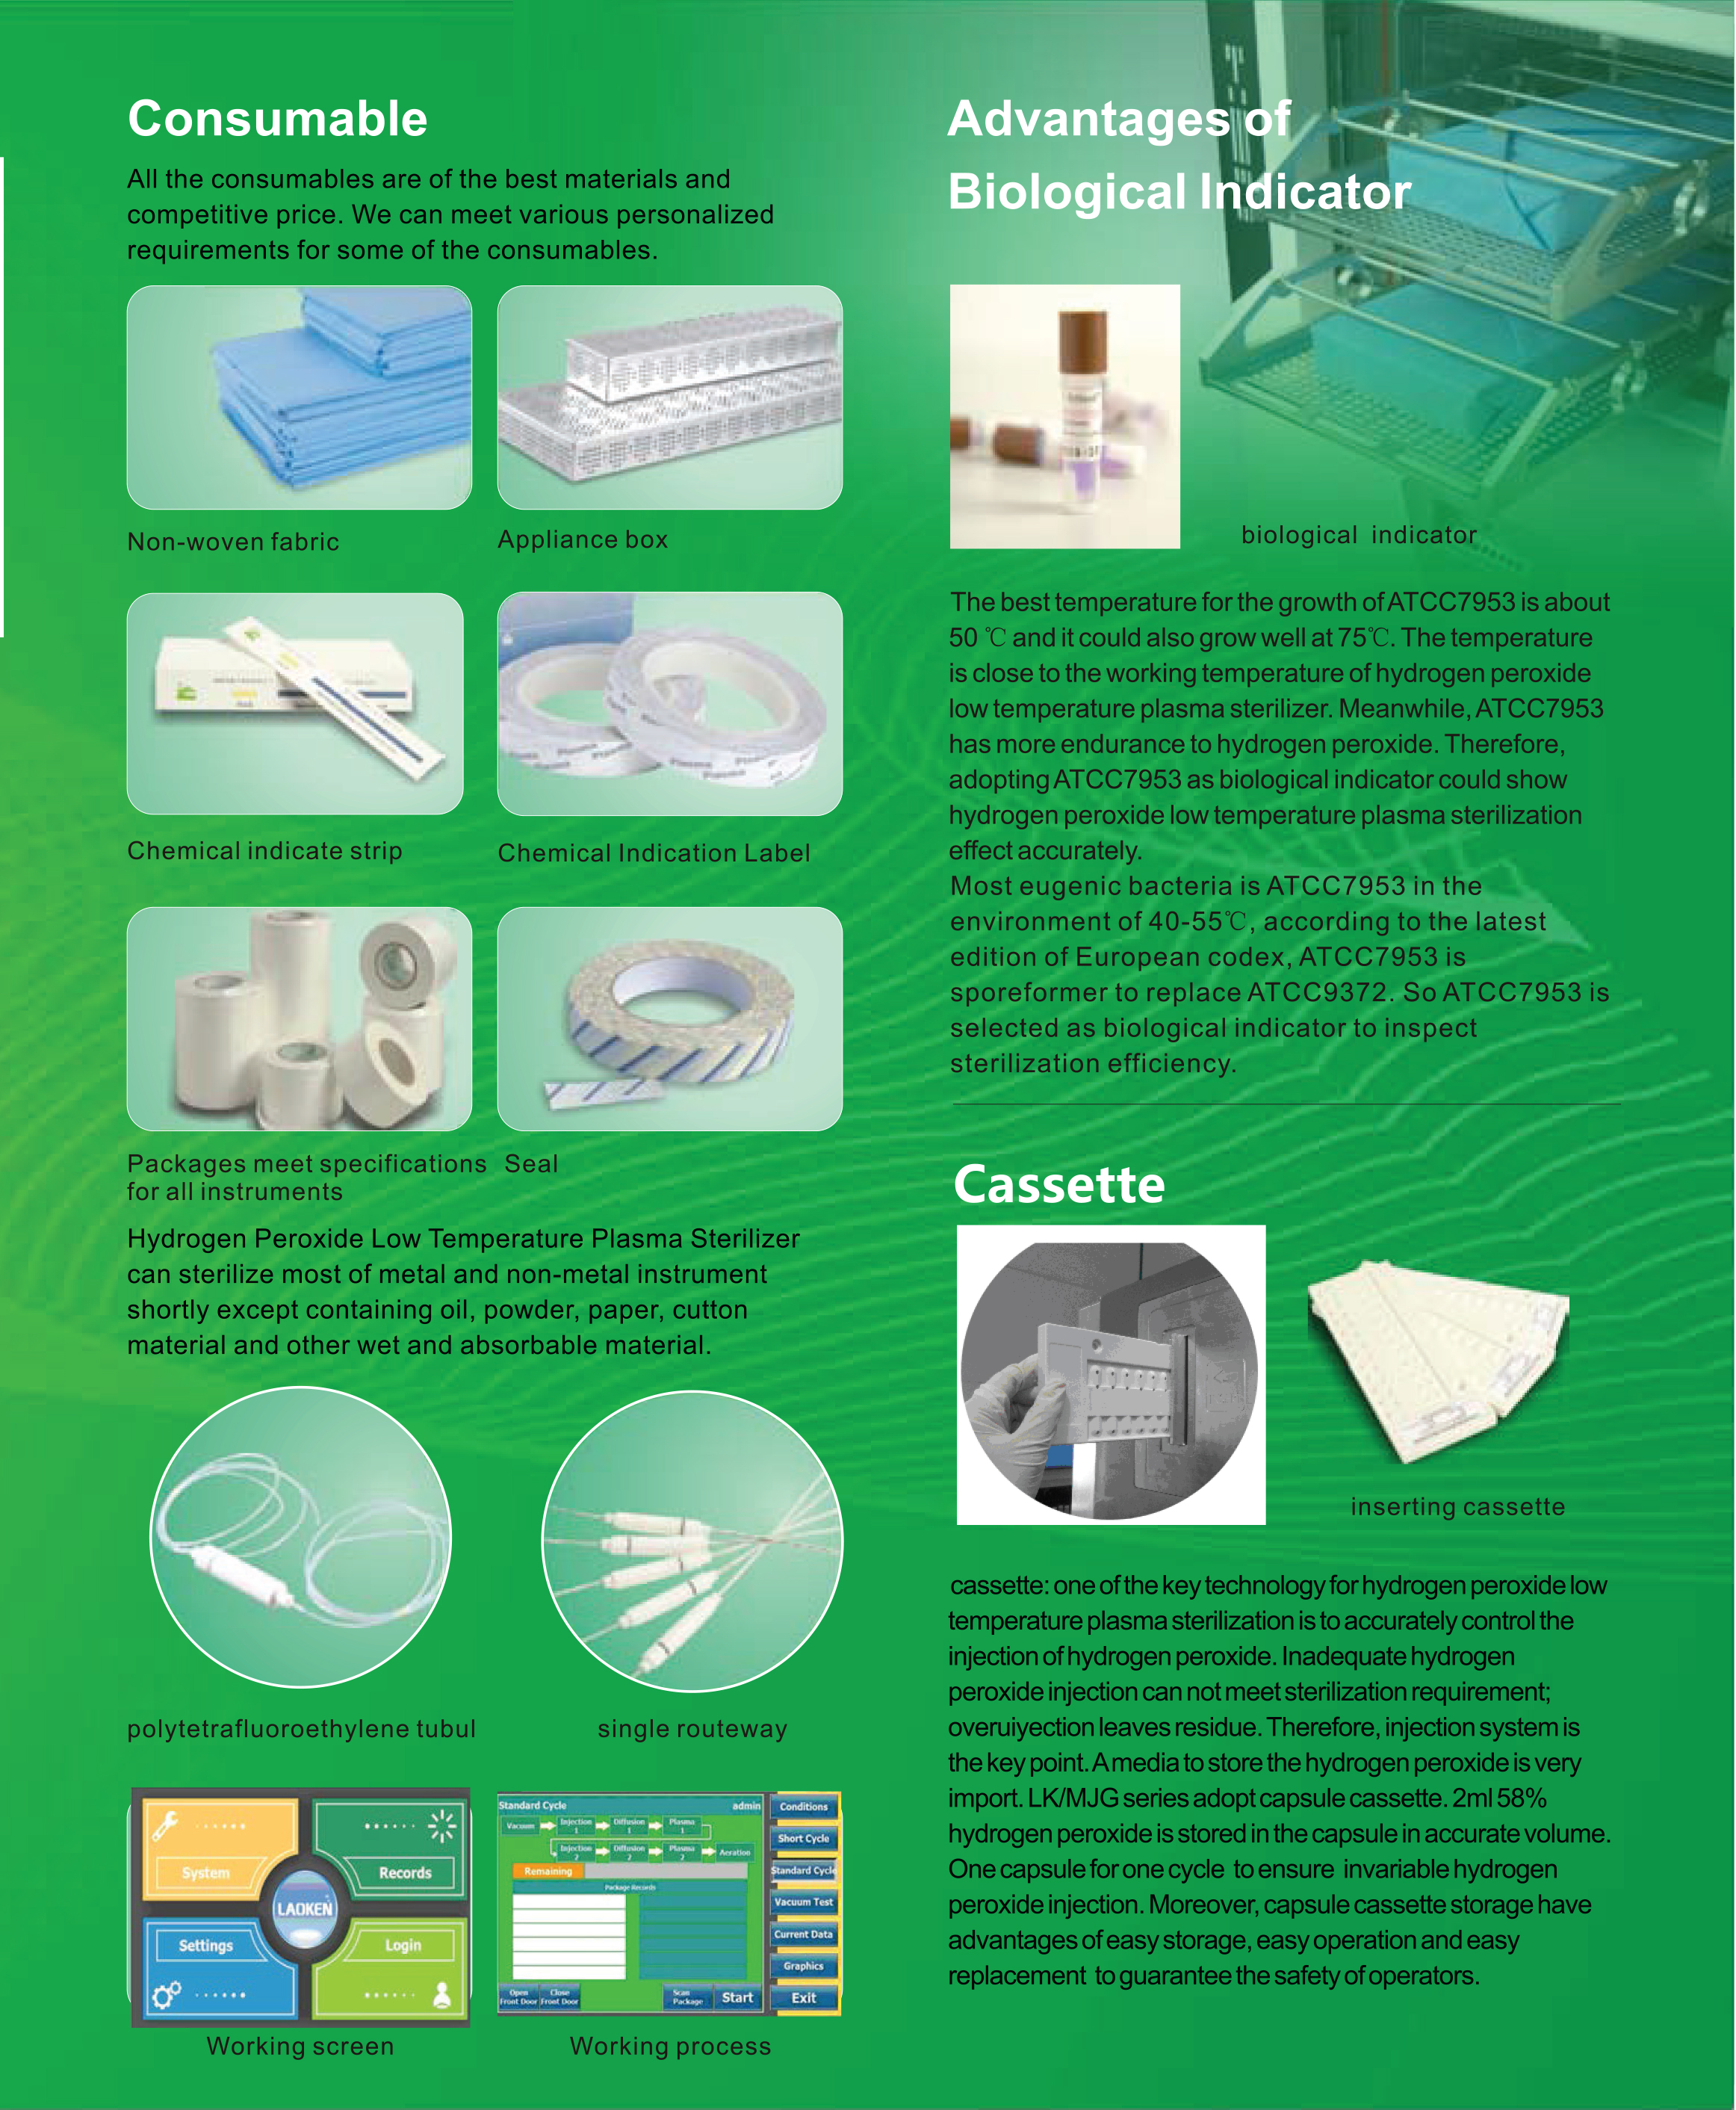 Consumable
All the consumables are of the best materials and
competitive price. We can meet various personalized
requirements for some of the consumables.
Non-woven fabric
Appliance box
Chemical indicate strip
Plasma
Plasma
Plasma
Chemical Indication Label
Packages meet specifications
for all instruments
Seal
Hydrogen Peroxide Low Temperature Plasma Sterilizer
can sterilize most of metal and non-metal instrument
shortly except containing oil, powder, paper, cutton
material and other wet and absorbable material.
polytetrafluoroethylene tubul
single routeway
System
Records
LAOKEN
Settings
Login
Working screen
Standard Cycle
admin
Vacuum
Injection
1
Diffusion
1
Plasma
1
Injection
2
Diffusion
2
Plasma
2
Aeration
Remaining
Package Records
Open
Front Door
Close
Front Door
Scan
Package
Start
Conditions
Short Cycle
Standard Cycle
Vacuum Test
Current Data
Graphics
Exit
Working process
Advantages of
Biological Indicator
biological indicator
The best temperature for the growth of ATCC7953 is about
50 ℃ and it could also grow well at 75℃. The temperature
is close to the working temperature of hydrogen peroxide
low temperature plasma sterilizer. Meanwhile, ATCC7953
has more endurance to hydrogen peroxide. Therefore,
adopting ATCC7953 as biological indicator could show
hydrogen peroxide low temperature plasma sterilization
effect accurately.
Most eugenic bacteria is ATCC7953 in the
environment of 40-55℃, according to the latest
edition of European codex, ATCC7953 is
sporeformer to replace ATCC9372. So ATCC7953 is
selected as biological indicator to inspect
sterilization efficiency.
Cassette
inserting cassette
cassette: one of the key technology for hydrogen peroxide low
temperature plasma sterilization is to accurately control the
injection of hydrogen peroxide. Inadequate hydrogen
peroxide injection can not meet sterilization requirement;
overuiyection leaves residue. Therefore, injection system is
the key point. A media to store the hydrogen peroxide is very
import. LK/MJG series adopt capsule cassette. 2ml 58%
hydrogen peroxide is stored in the capsule in accurate volume.
One capsule for one cycle to ensure invariable hydrogen
peroxide injection. Moreover, capsule cassette storage have
advantages of easy storage, easy operation and easy
replacement to guarantee the safety of operators.